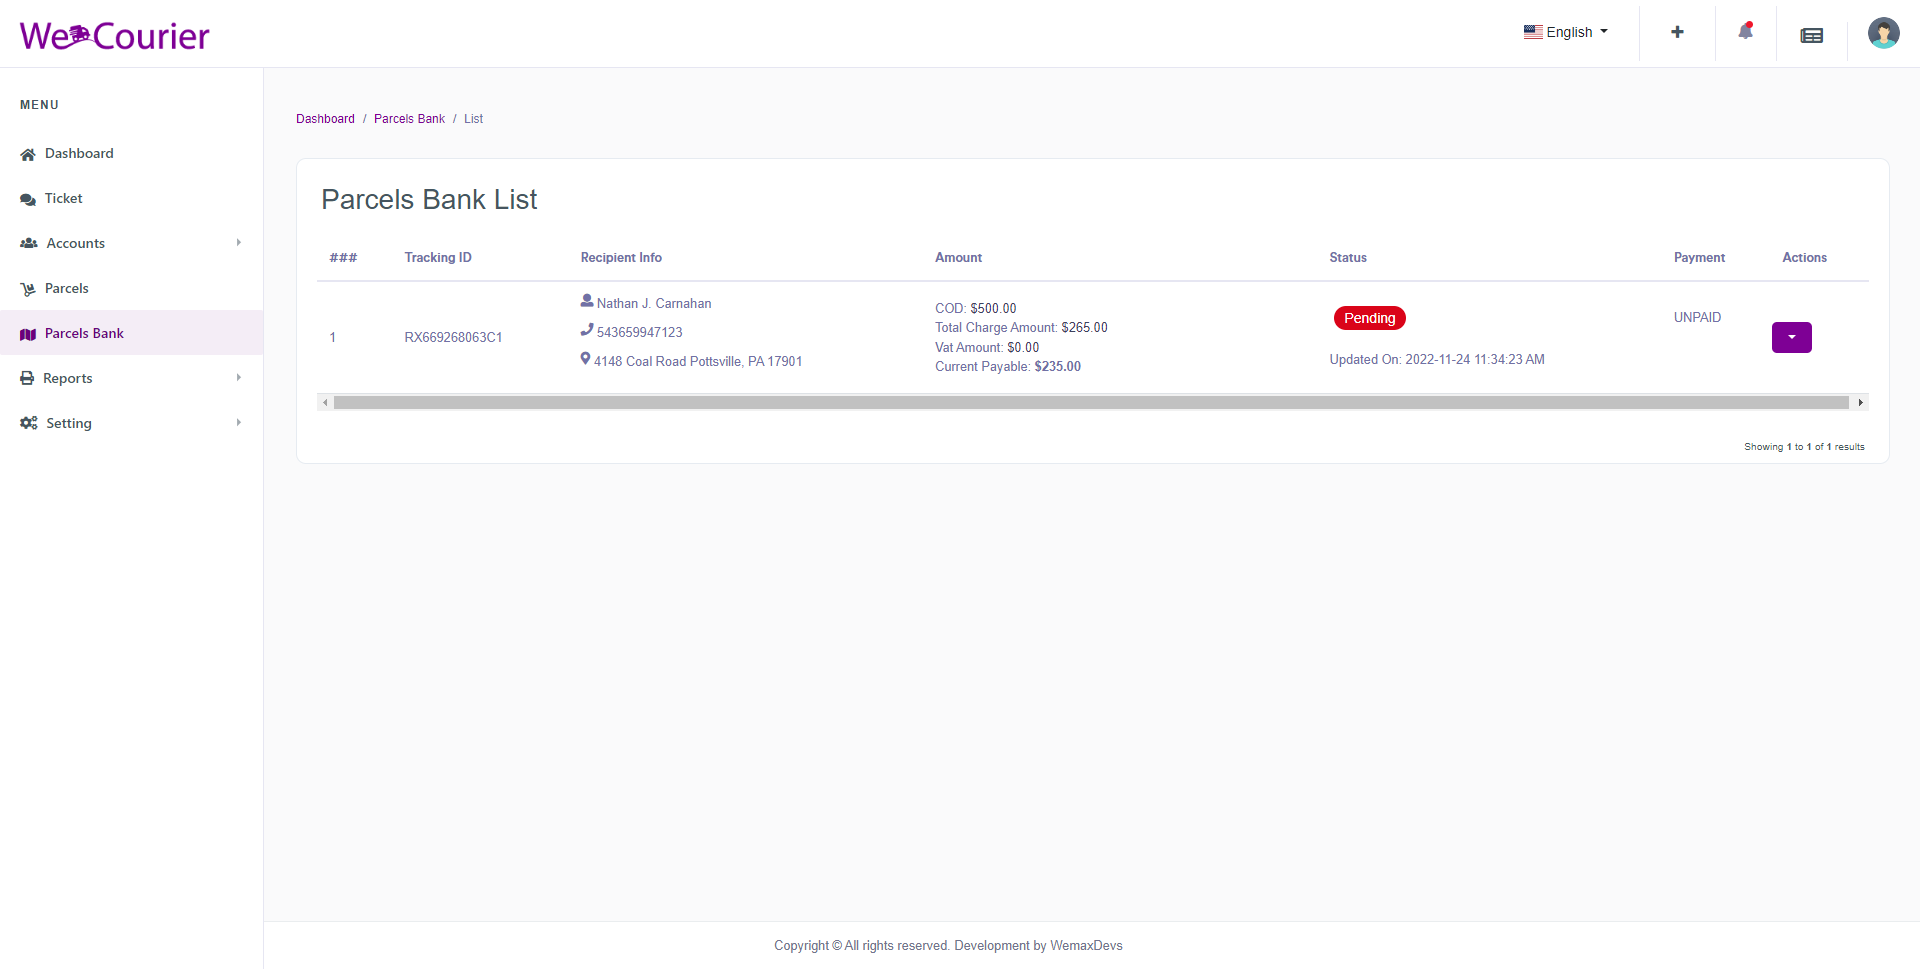 We Courier
English
MENU
Dashboard
Ticket
Accounts
Parcels
Parcels Bank
Reports
Setting
Dashboard / Parcels Bank / List
Parcels Bank List
### Tracking ID Recipient Info Amount Status Payment Actions
1
RX669268063C1
Nathan J. Carnahan
543659947123
4148 Coal Road Pottsville, PA 17901
COD: $500.00
Total Charge Amount: $265.00
Vat Amount: $0.00
Current Payable: $235.00
Pending
Updated On: 2022-11-24 11:34:23 AM
UNPAID
Showing 1 to 1 of 1 results
Copyright © All rights reserved. Development by WemaxDevs